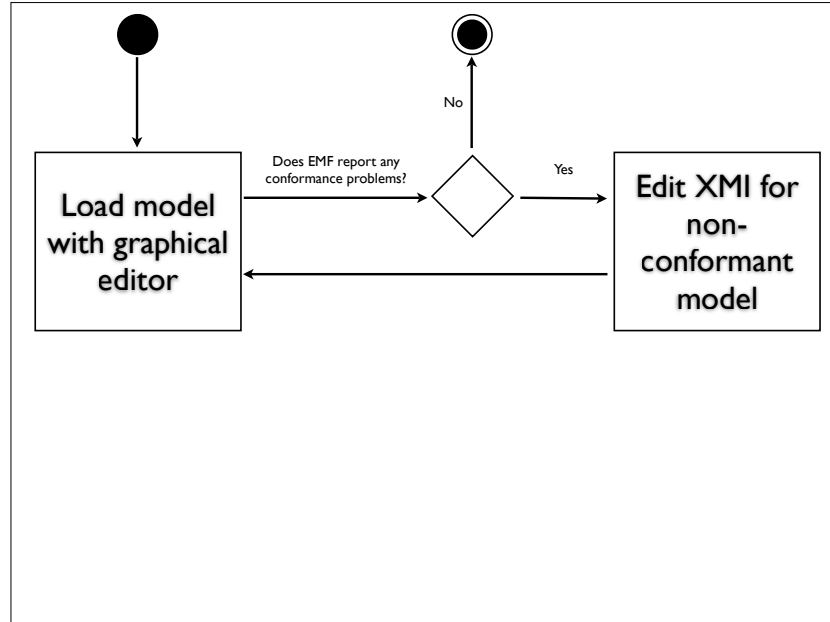 No
Does EMF report any
conformance problems?
Yes
Load model
with graphical
editor
Edit XMI for
non-
conformant
model